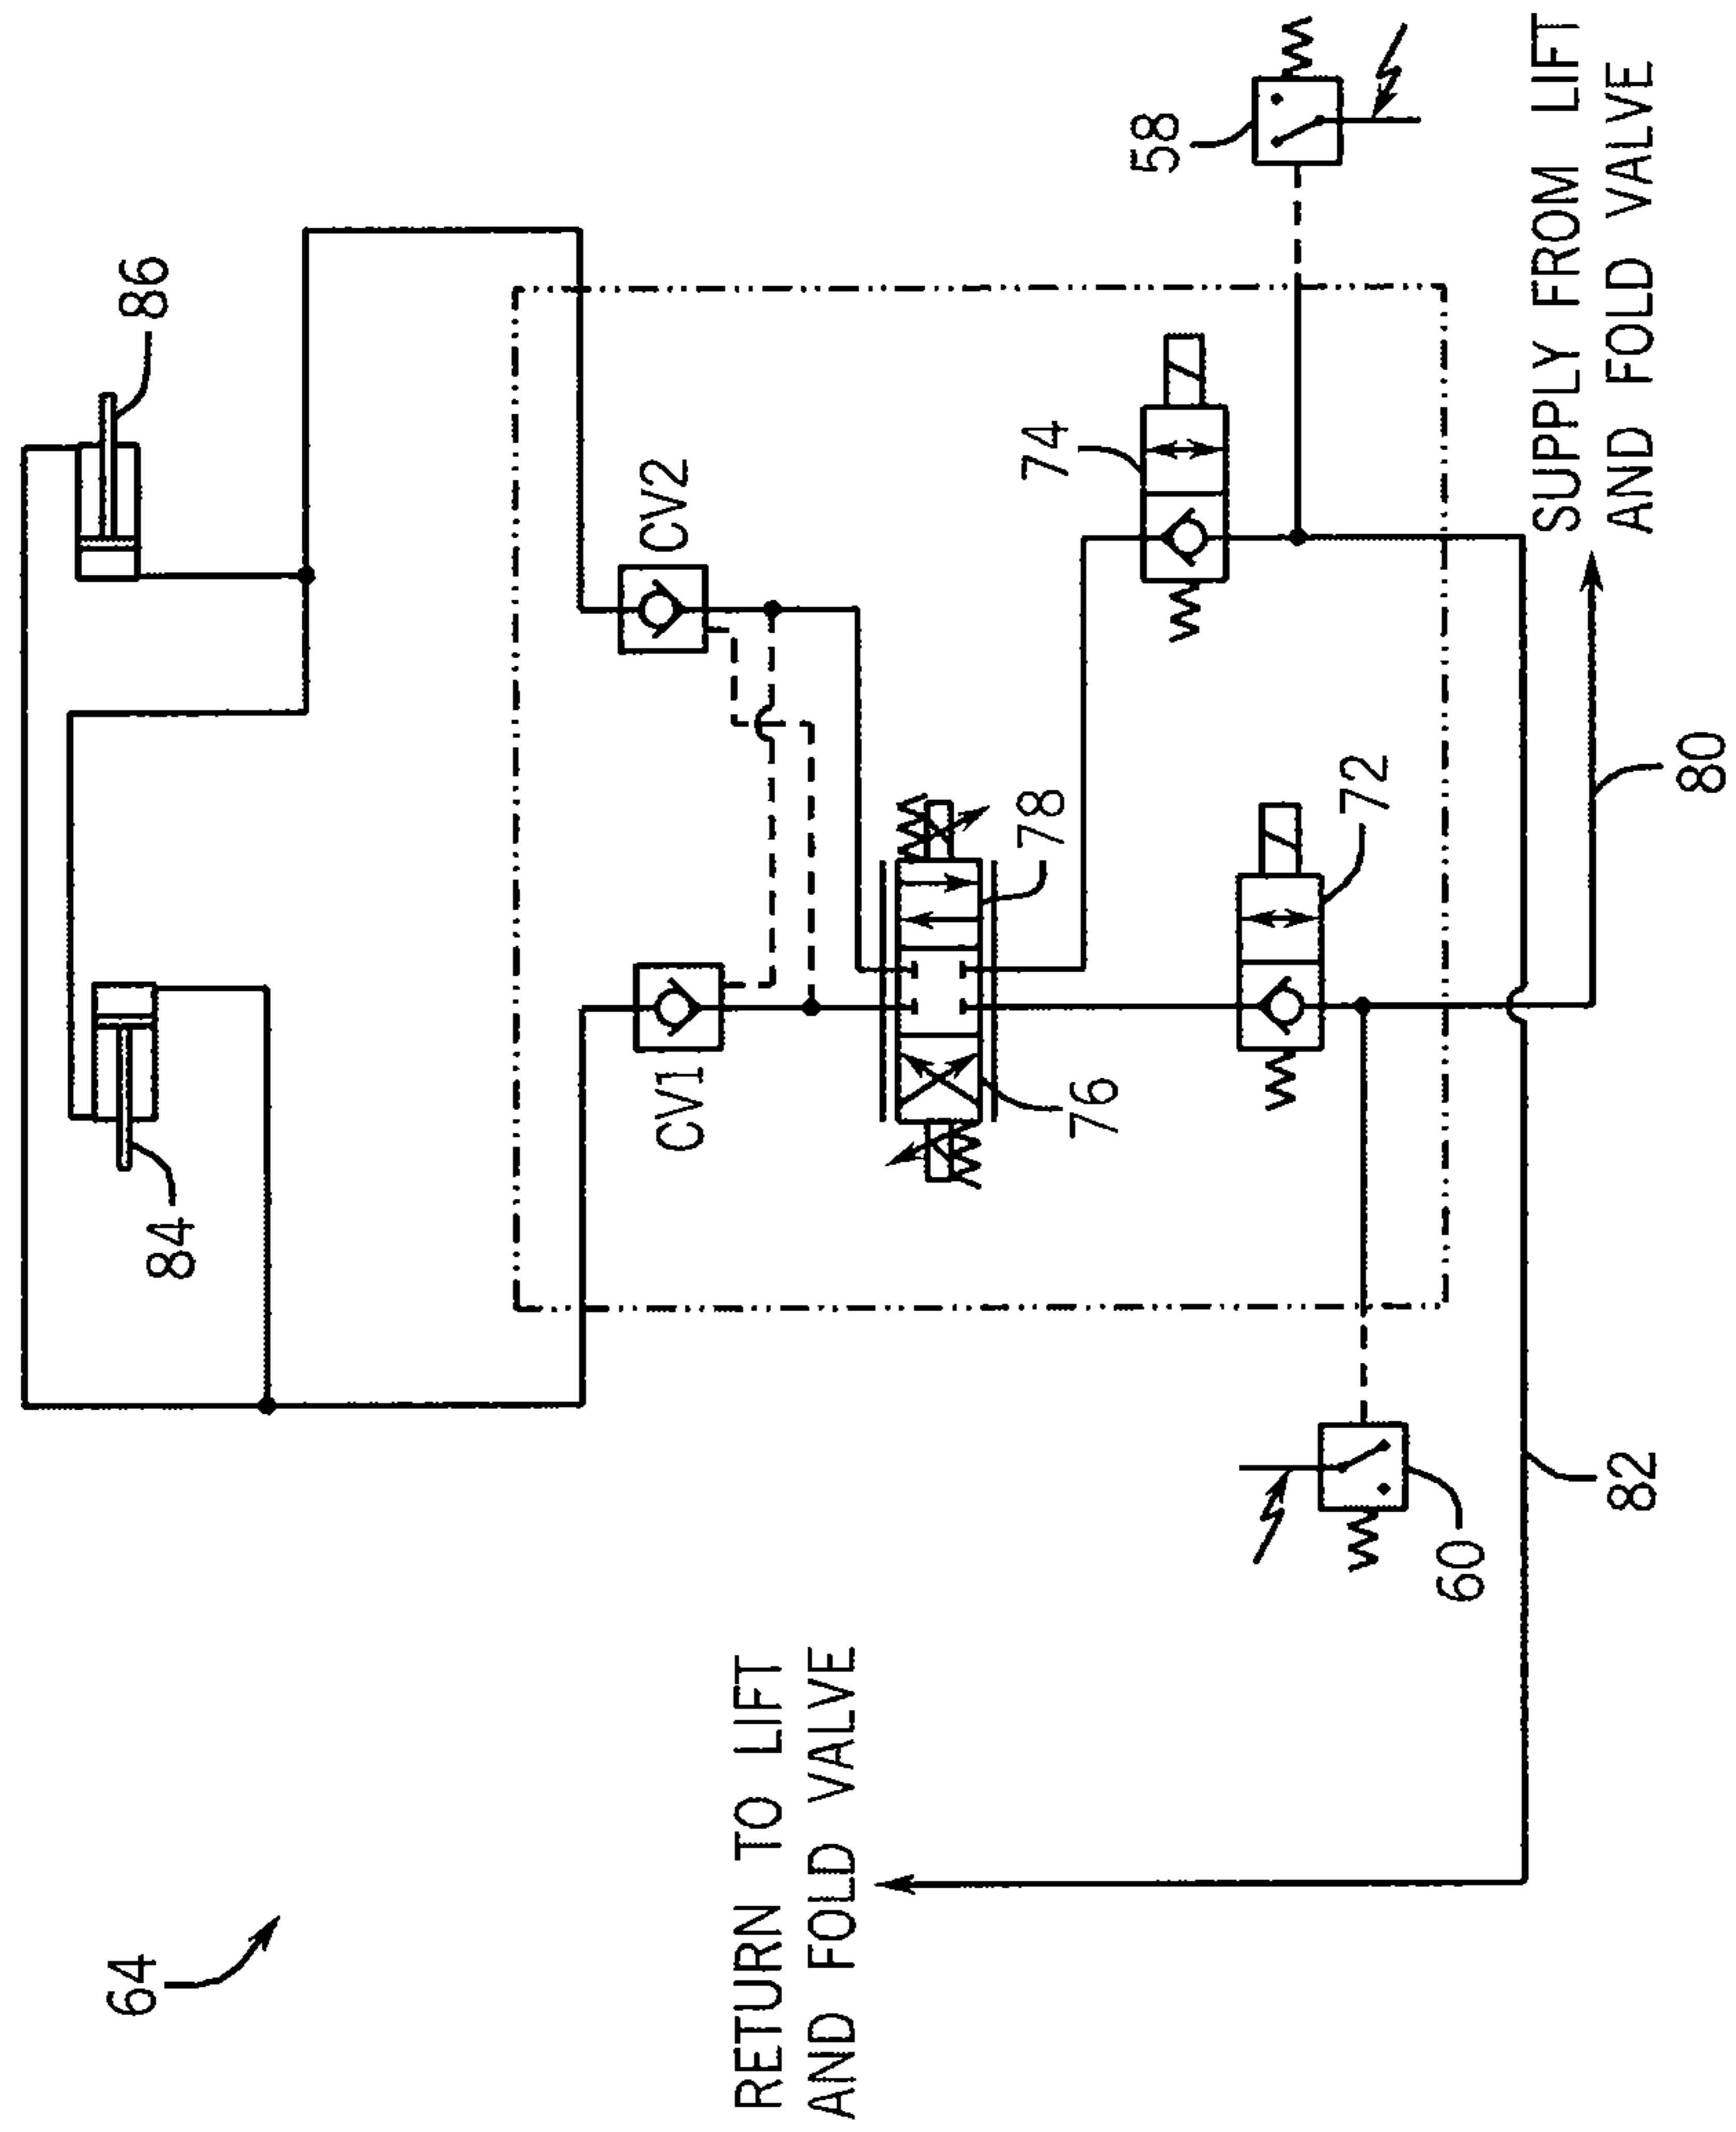 64
RETURN TO LIFT
AND FOLD VALVE
84
86
CV1
CV2
76
78
74
72
58
60
82
80
SUPPLY FROM LIFT
AND FOLD VALVE